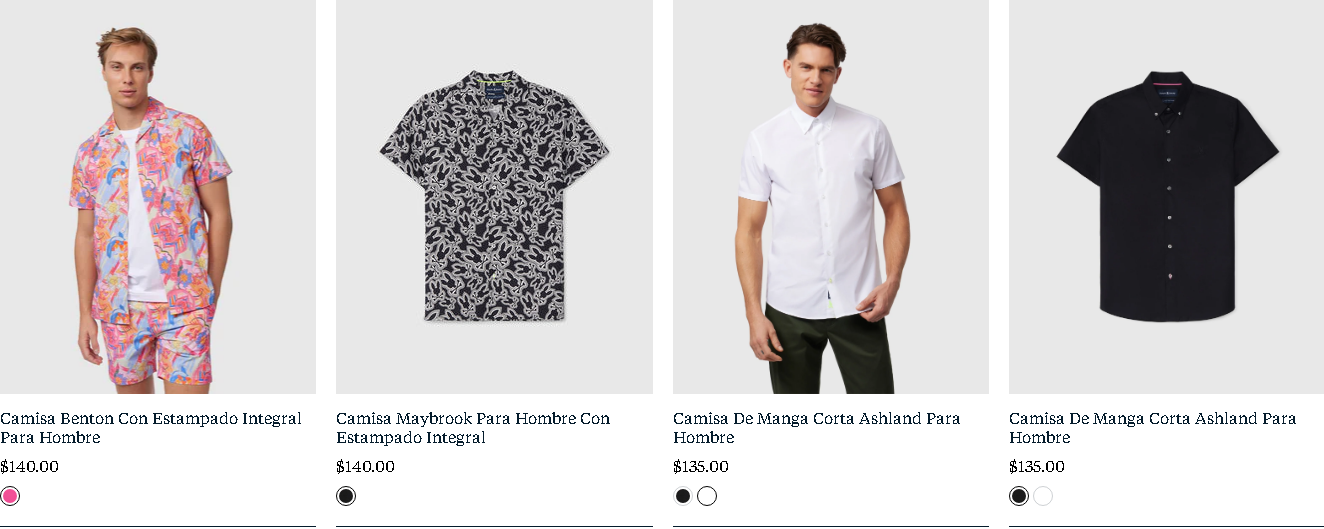 Camisa Benton Con Estampado Integral
Para Hombre
$140.00
Camisa Maybrook Para Hombre Con
Estampado Integral
$140.00
Camisa De Manga Corta Ashland Para
Hombre
$135.00
Camisa De Manga Corta Ashland Para
Hombre
$135.00